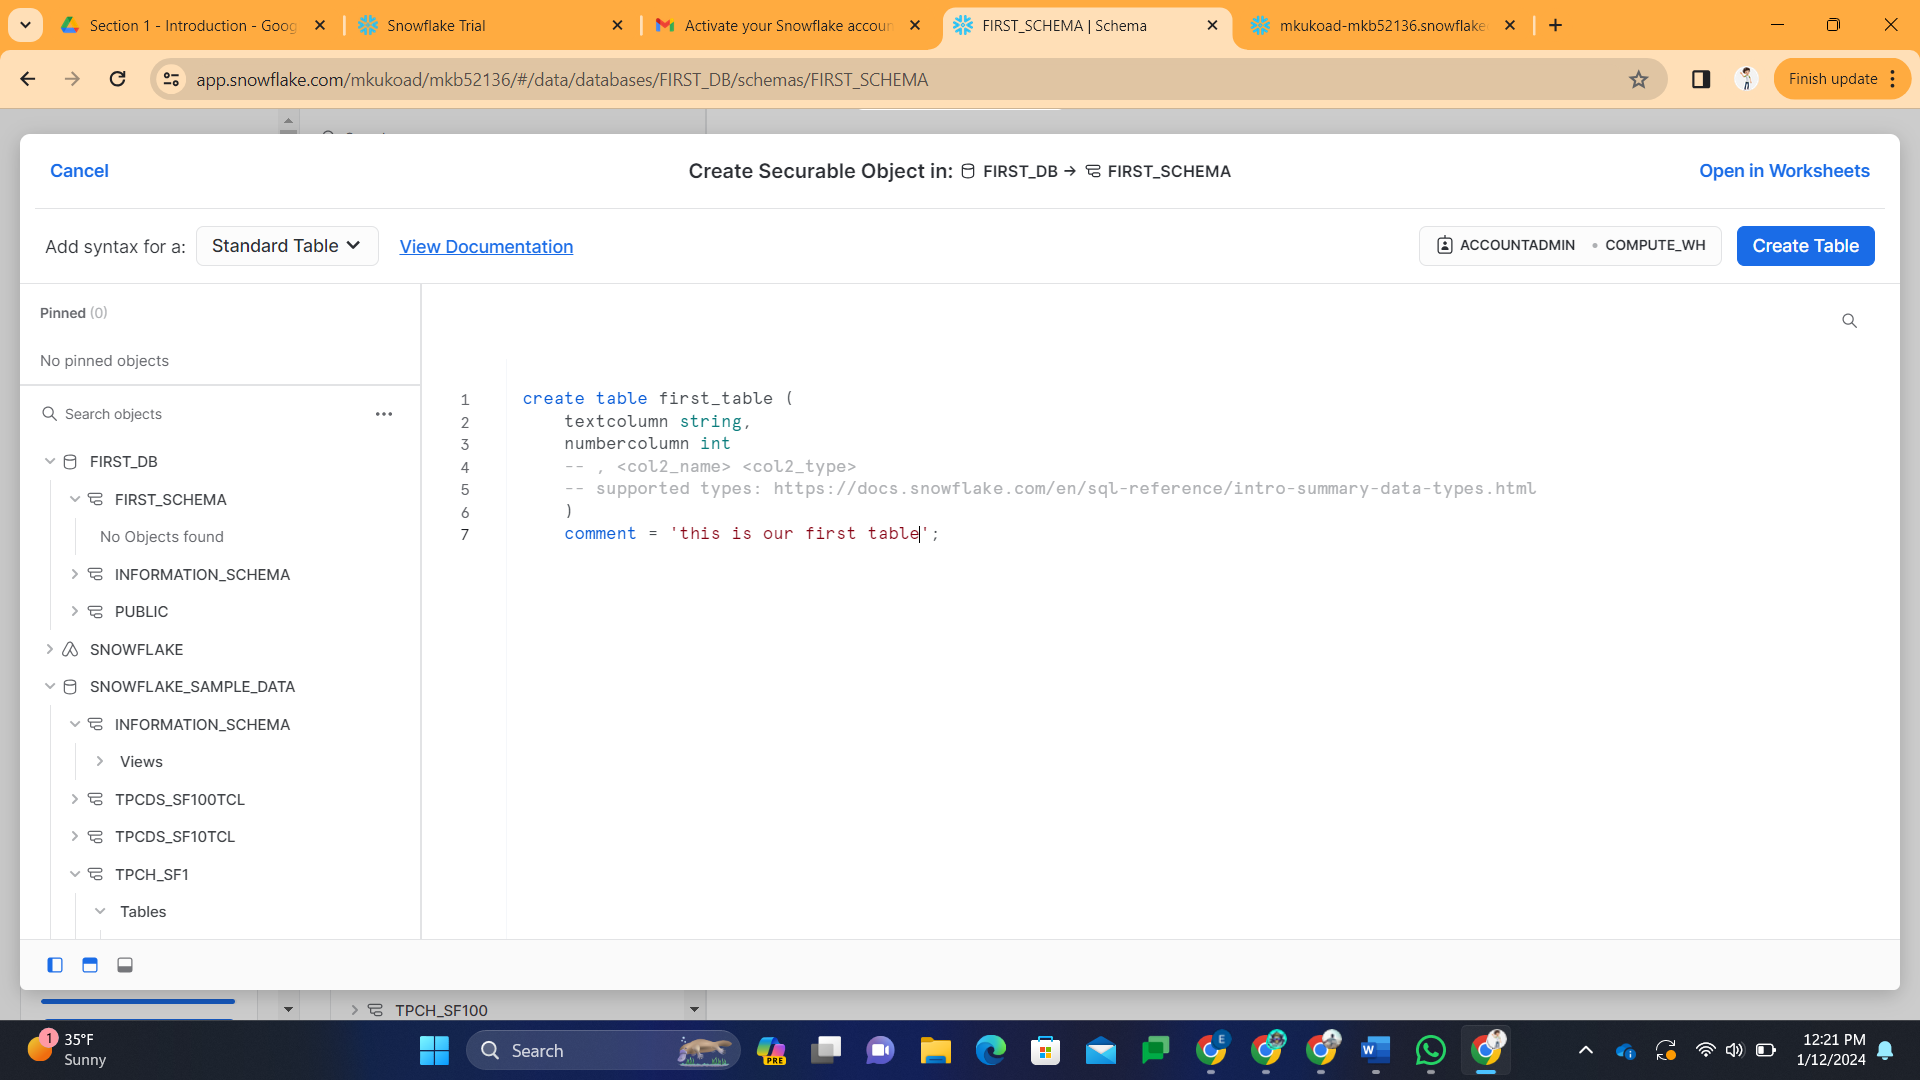 Section 1 - Introduction - Goog
Snowflake Trial
Activate your Snowflake accoun
FIRST_SCHEMA | Schema
mkukoad-mkb52136.snowflake
app.snowflake.com/mkukoad/mkb52136/#/data/databases/FIRST_DB/schemas/FIRST_SCHEMA
Finish update
Cancel
Create Securable Object in: FIRST_DB → FIRST_SCHEMA
Open in Worksheets
Add syntax for a: Standard Table View Documentation
ACCOUNTADMIN • COMPUTE_WH
Create Table
Pinned (0)
No pinned objects
Search objects
FIRST_DB
FIRST_SCHEMA
No Objects found
INFORMATION_SCHEMA
PUBLIC
SNOWFLAKE
SNOWFLAKE_SAMPLE_DATA
INFORMATION_SCHEMA
Views
TPCDS_SF100TCL
TPCDS_SF10TCL
TPCH_SF1
Tables
1 create table first_table (
2 textcolumn string,
3 numbercolumn int
4 -- , <col2_name> <col2_type>
5 -- supported types: https://docs.snowflake.com/en/sql-reference/intro-summary-data-types.html
6 )
7 comment = 'this is our first table';
TPCH_SF100
1
35°F
Sunny
Search
PRE
E
12:21 PM
1/12/2024